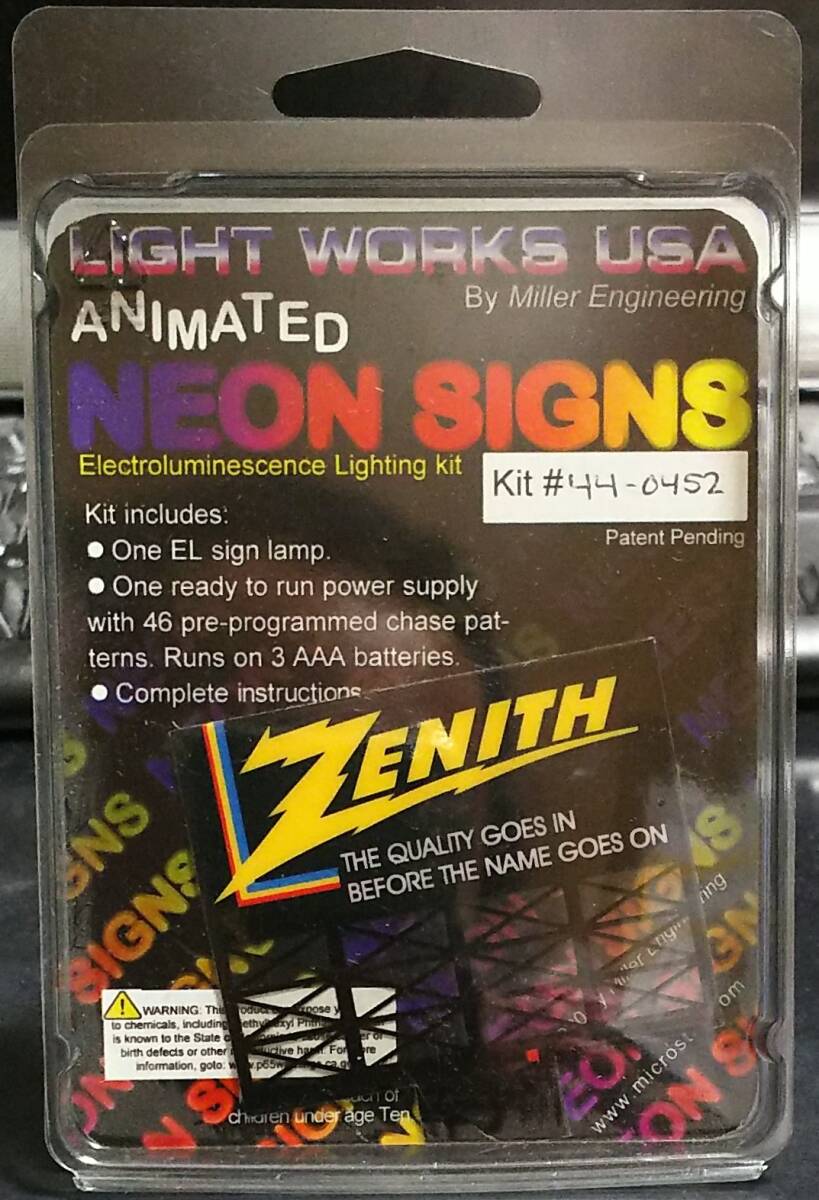 LIGHT WORKS USA
By Miller Engineering
ANIMATED
NEON SIGNS
Electroluminescence Lighting kit
Kit #44-0452
Patent Pending
Kit includes:
● One EL sign lamp.
● One ready to run power supply
with 46 pre-programmed chase pat-
terns. Runs on 3 AAA batteries.
● Complete instructions
ZENITH
THE QUALITY GOES IN
BEFORE THE NAME GOES ON
SIGNS
WARNING: This
to chemicals, including
is known to the State
birth defects or other
information, goto:
of
children under age Ten
www.micros